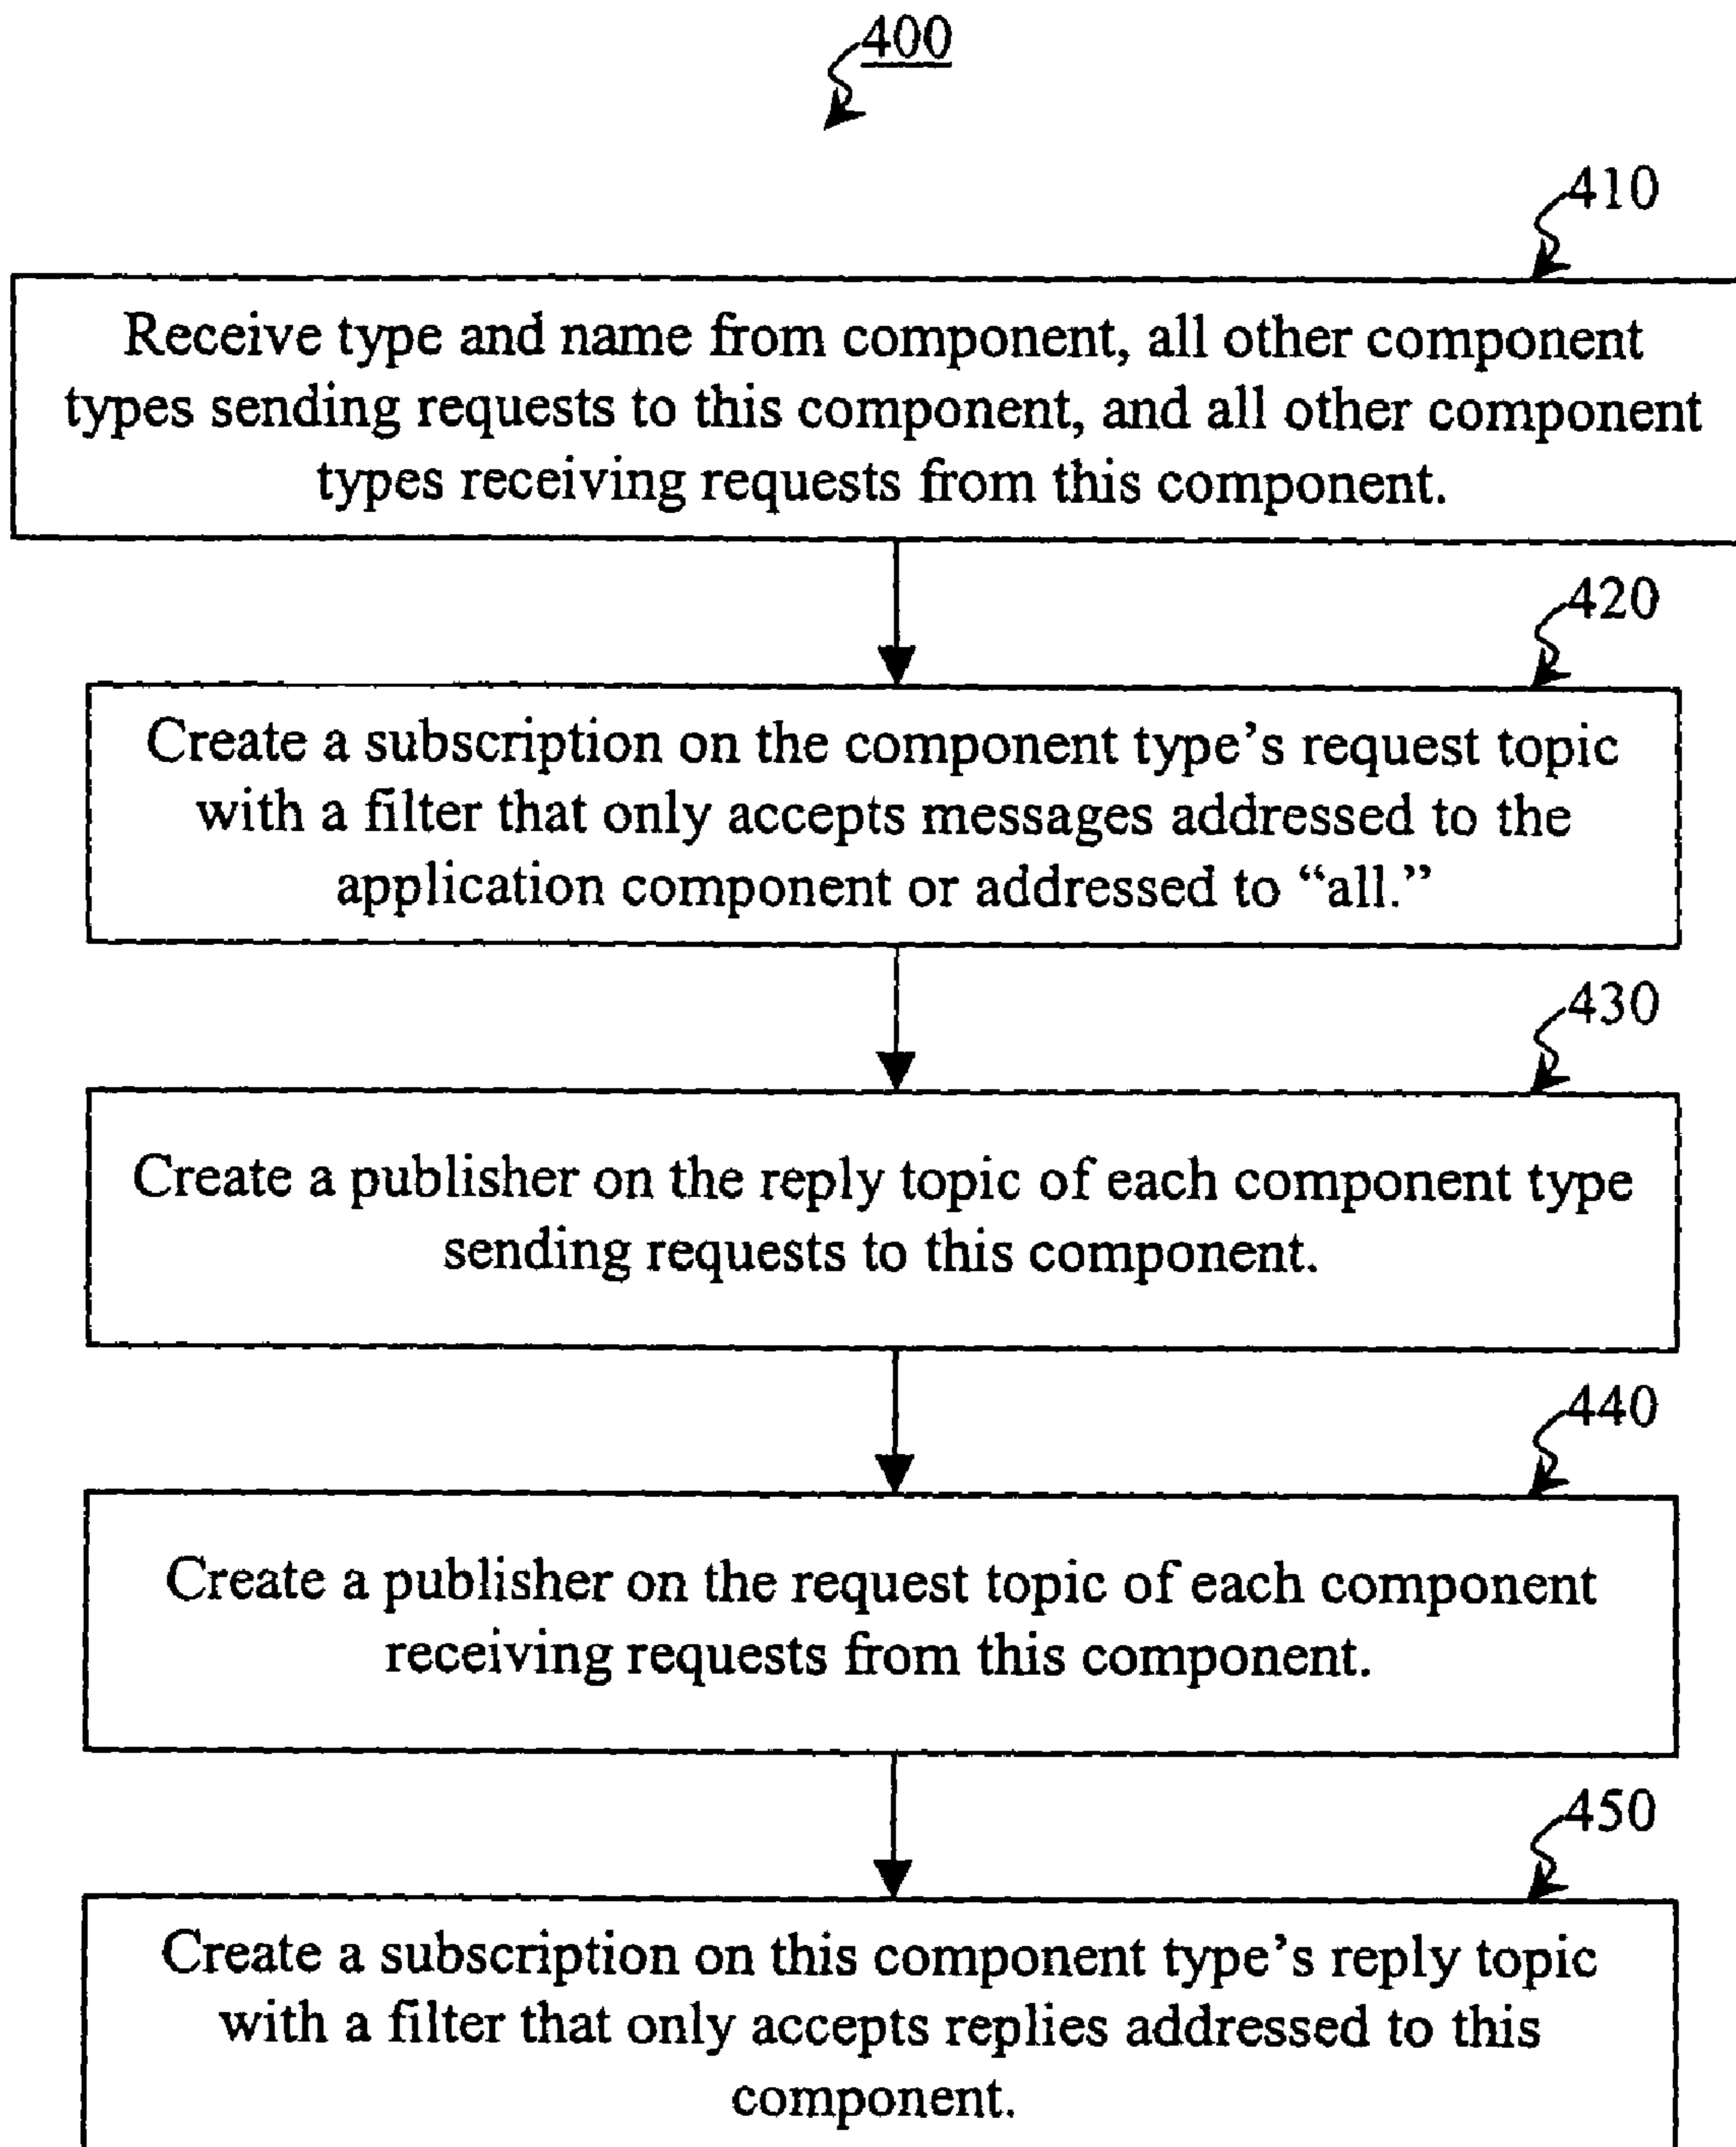 400
410
Receive type and name from component, all other component
types sending requests to this component, and all other component
types receiving requests from this component.
420
Create a subscription on the component type’s request topic
with a filter that only accepts messages addressed to the
application component or addressed to “all.”
430
Create a publisher on the reply topic of each component type
sending requests to this component.
440
Create a publisher on the request topic of each component
receiving requests from this component.
450
Create a subscription on this component type’s reply topic
with a filter that only accepts replies addressed to this
component.